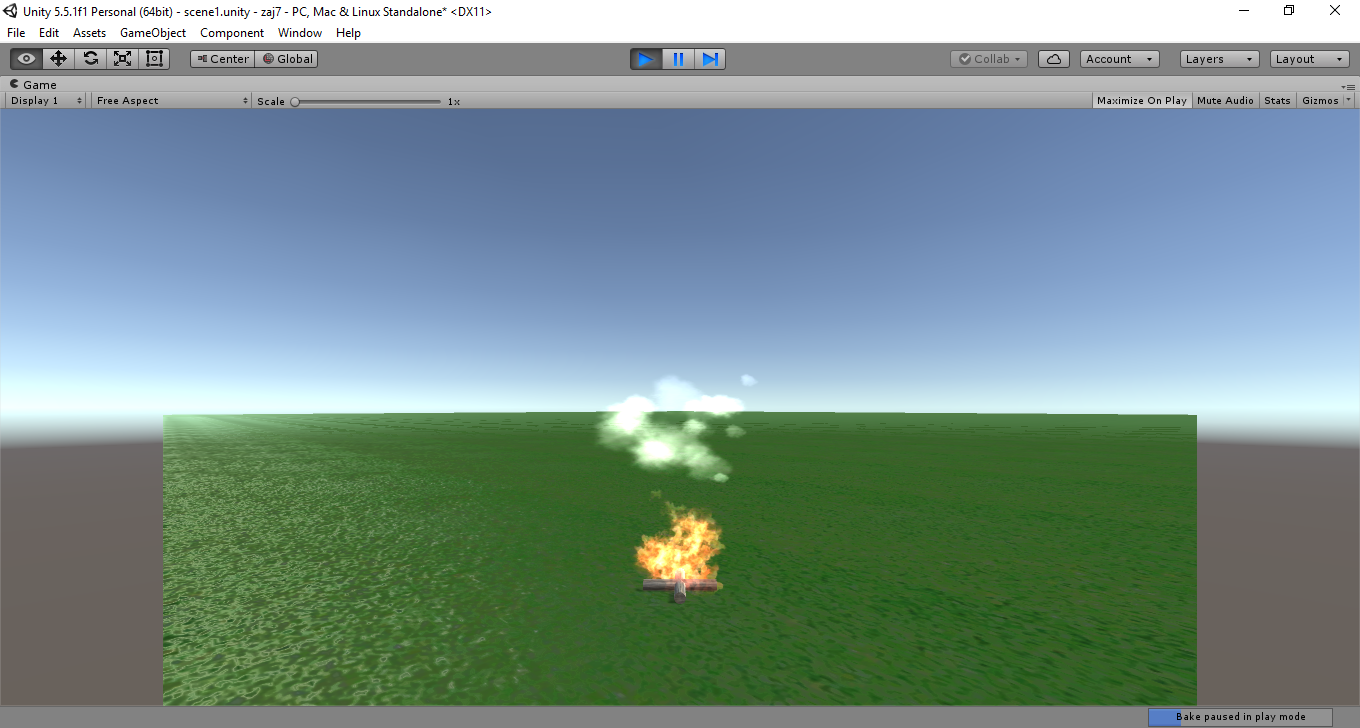 Unity 5.5.1f1 Personal (64bit) - scene1.unity - zaj7 - PC, Mac & Linux Standalone* <DX11>
File Edit Assets GameObject Component Window Help
Center Global Collab Account Layers Layout
Game
Display 1 Free Aspect Scale 1x Maximize On Play Mute Audio Stats Gizmos
Bake paused in play mode